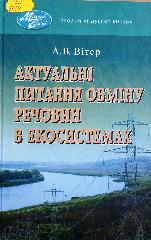 А.В.Вітер
АКТУАЛЬНІ
ПИТАННЯ ОБМІНУ
РЕЧОВИН
В ЕКОСИСТЕМАХ